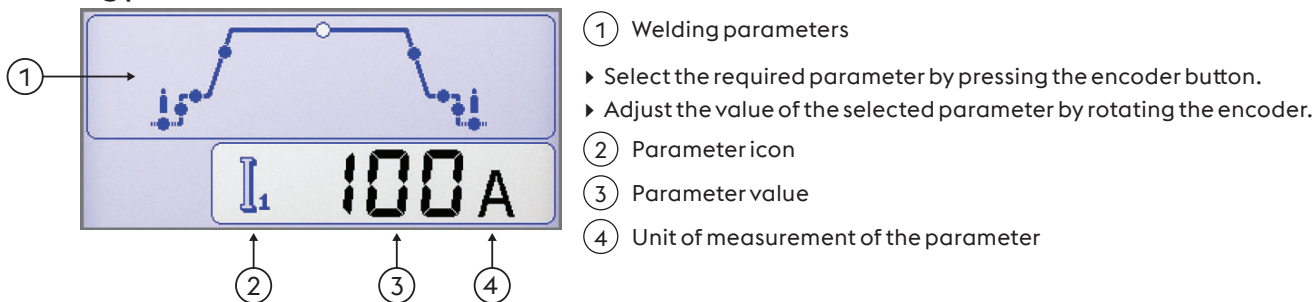 1 Welding parameters
▸ Select the required parameter by pressing the encoder button.
▸ Adjust the value of the selected parameter by rotating the encoder.
2 Parameter icon
3 Parameter value
4 Unit of measurement of the parameter
1
I1 100 A
2 3 4